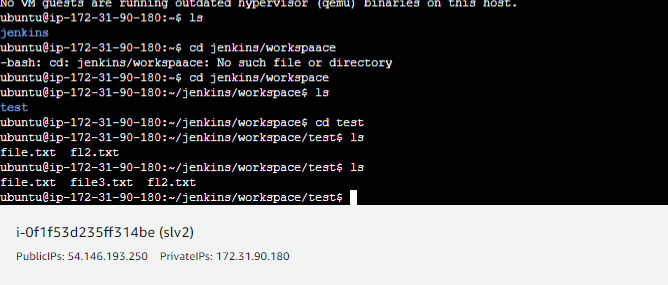 No VM guests are running outdated hypervisor (qemu) binaries on this host.
ubuntu@ip-172-31-90-180:~$ ls
jenkins
ubuntu@ip-172-31-90-180:~$ cd jenkins/workspaace
-bash: cd: jenkins/workspaace: No such file or directory
ubuntu@ip-172-31-90-180:~$ cd jenkins/workspace
ubuntu@ip-172-31-90-180:~/jenkins/workspace$ ls
test
ubuntu@ip-172-31-90-180:~/jenkins/workspace$ cd test
ubuntu@ip-172-31-90-180:~/jenkins/workspace/test$ ls
file.txt  fl2.txt
ubuntu@ip-172-31-90-180:~/jenkins/workspace/test$ ls
file.txt  file3.txt  fl2.txt
ubuntu@ip-172-31-90-180:~/jenkins/workspace/test$
i-0f1f53d235ff314be (slv2)
PublicIPs: 54.146.193.250 PrivateIPs: 172.31.90.180